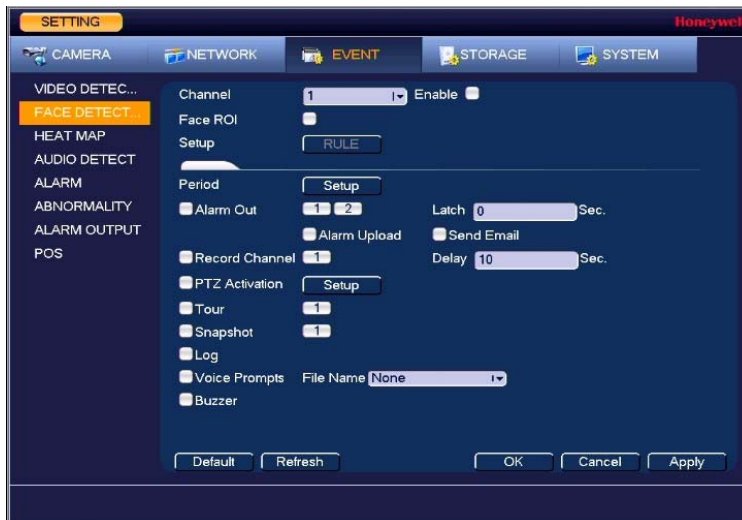 SETTING
Honeywell
CAMERA NETWORK EVENT STORAGE SYSTEM
VIDEO DETEC...
FACE DETECT...
HEAT MAP
AUDIO DETECT
ALARM
ABNORMALITY
ALARM OUTPUT
POS
Channel 1 Enable
Face ROI
Setup RULE
Period Setup
Alarm Out 1 2 Latch 0 Sec.
Alarm Upload Send Email
Record Channel 1 Delay 10 Sec.
PTZ Activation Setup
Tour 1
Snapshot 1
Log
Voice Prompts File Name None
Buzzer
Default Refresh OK Cancel Apply